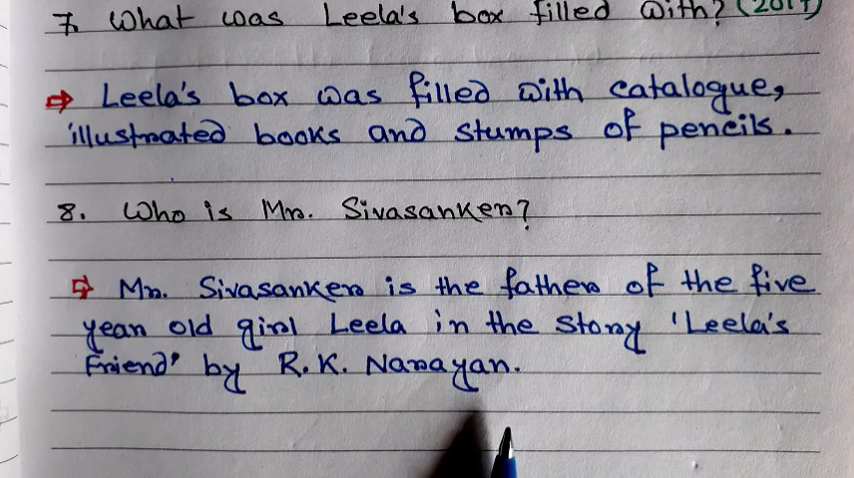 7. What was Leela's box filled with? (2017)
⇒ Leela's box was filled with catalogue,
illustrated books and stumps of pencils.
8. Who is Mr. Sivasanker?
⇒ Mr. Sivasanker is the father of the five
year old girl Leela in the story 'Leela's
Friend' by R.K. Narayan.